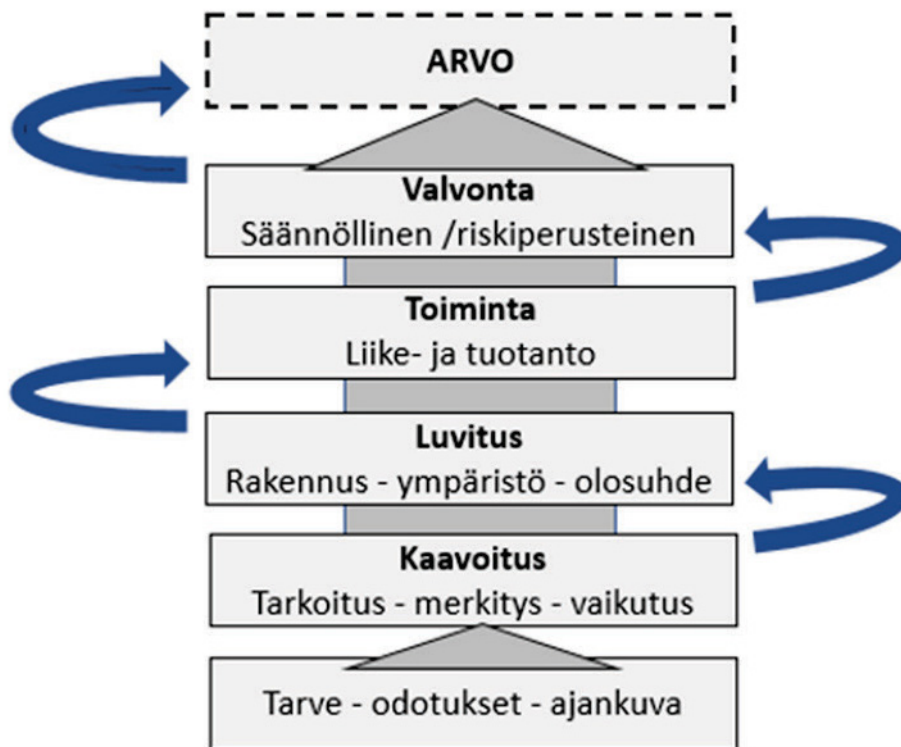 ARVO
Valvonta
Säännöllinen /riskiperusteinen
Toiminta
Liike- ja tuotanto
Luvitus
Rakennus - ympäristö - olosuhde
Kaavoitus
Tarkoitus - merkitys - vaikutus
Tarve - odotukset - ajankuva